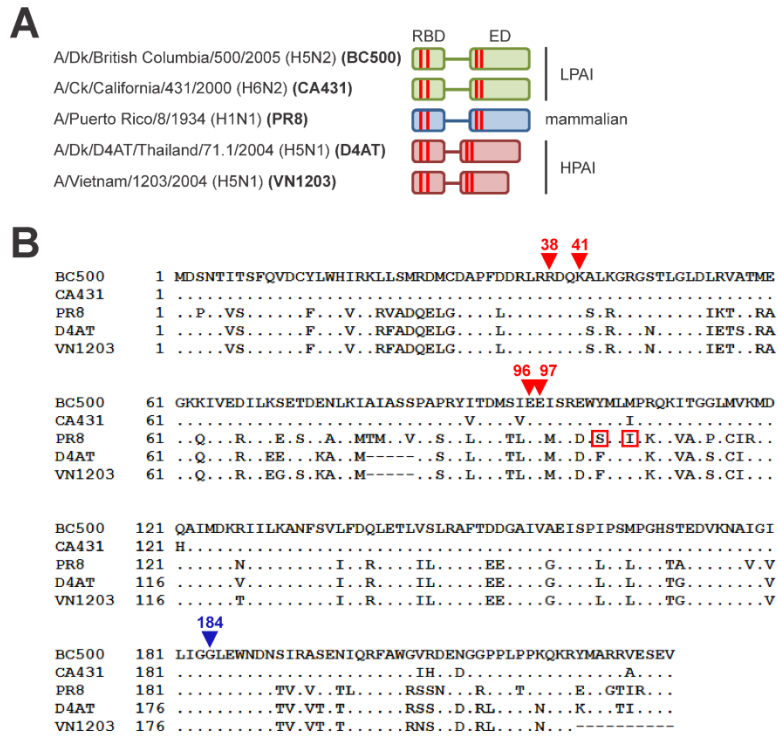 A
RBD ED
A/Dk/British Columbia/500/2005 (H5N2) (BC500)
A/Ck/California/431/2000 (H6N2) (CA431)
LPAI
A/Puerto Rico/8/1934 (H1N1) (PR8)
mammalian
A/Dk/D4AT/Thailand/71.1/2004 (H5N1) (D4AT)
A/Vietnam/1203/2004 (H5N1) (VN1203)
HPAI
B
38 41
BC500 1 MDSNTITSFQVDCYLWHIRKLLSMRDMCDAPFDDRLRRDQKALKGRGSTLGLDLRVATME
CA431 1 ............................................................
PR8 1 ..P..VS......F...V..RVADQELG....L........S.R.........IKT..RA
D4AT 1 .....VS......F...V..RFADQELG....L........S.R....N....IETS.RA
VN1203 1 .....VS......F...V..RFADQELG....L........S.R.........IET..RA
96 97
BC500 61 GKKIVEDILKSETDENLKIAIASSPAPRYITDMSIEEISREWYMLMPRQKITGGLMVKMD
CA431 61 .............................V....V..........I..............
PR8 61 ..Q...R...E.S..A..MTM..V..S..L...TL..M..D.S..I.K..VA.P.CIR..
D4AT 61 ..Q...R..EE...KA..M-----..S..L...TL..M..D.F....K..VA.S.CI...
VN1203 61 ..Q...R..EG.S.KA..M-----..S..L...TL..M..D.F....K..VA.S.CI...
BC500 121 QAIMDKRIILKANFSVLFDQLETLVSLRAFTDDGAIVAEISPIPSMPGHSTEDVKNAIGI
CA431 121 H...........................................................
PR8 121 ......N.........I..R....IL.....EE....G....L..L...TA......V.V
D4AT 116 ......V.........I..R....IL.....EE....G....L..L...TG........V
VN1203 116 ......T.........I..R....IL.....EE....G....L..L...TG........V
184
BC500 181 LIGGLEWNDNSIRASENIQRFAWGVRDENGGPPLPPKQKRYMARRVESEV
CA431 181 ........................IH.D..................A...
PR8 181 ..........TV.V..TL.....RSSN...R...T.....E..GTIR...
D4AT 176 ..........TV.VT.T......RSS.D.RL.....N...K...TI....
VN1203 176 ..........TV.VT.T......RNS.D.RL.....N...----------